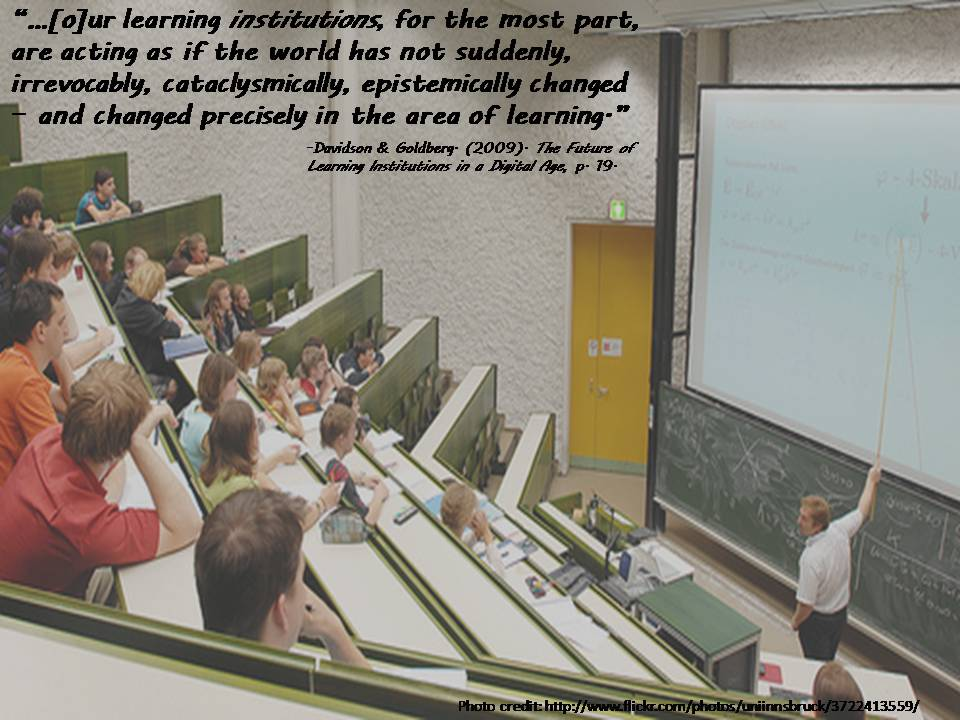 “...[o]ur learning institutions, for the most part,
are acting as if the world has not suddenly,
irrevocably, cataclysmically, epistemically changed
– and changed precisely in the area of learning.”
-Davidson & Goldberg. (2009). The Future of
Learning Institutions in a Digital Age, p. 19.
φ - 4-Skala
Photo credit: http://www.flickr.com/photos/uniinnsbruck/3722413559/